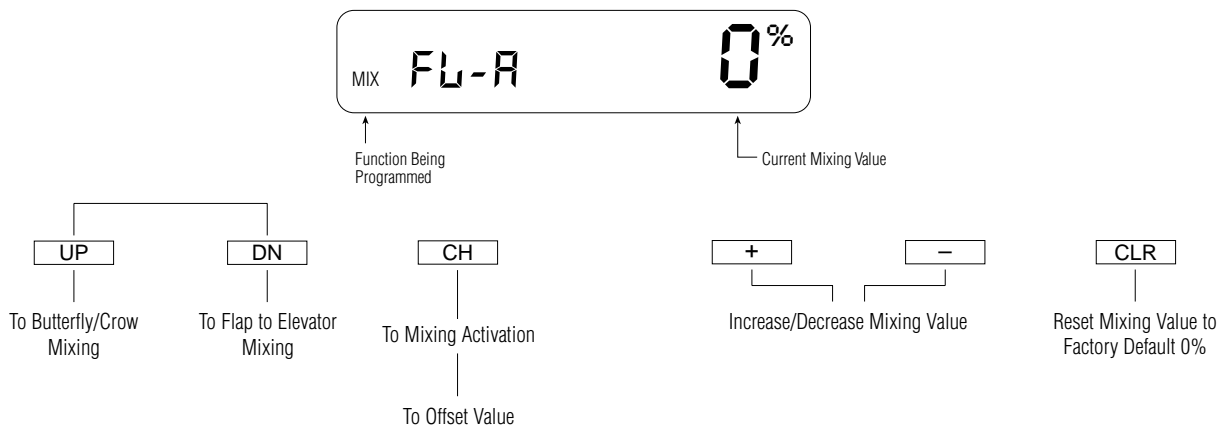 MIX FL-A 0%
Function Being
Programmed
Current Mixing Value
UP
DN
CH
+
–
CLR
To Butterfly/Crow
Mixing
To Flap to Elevator
Mixing
To Mixing Activation
To Offset Value
Increase/Decrease Mixing Value
Reset Mixing Value to
Factory Default 0%